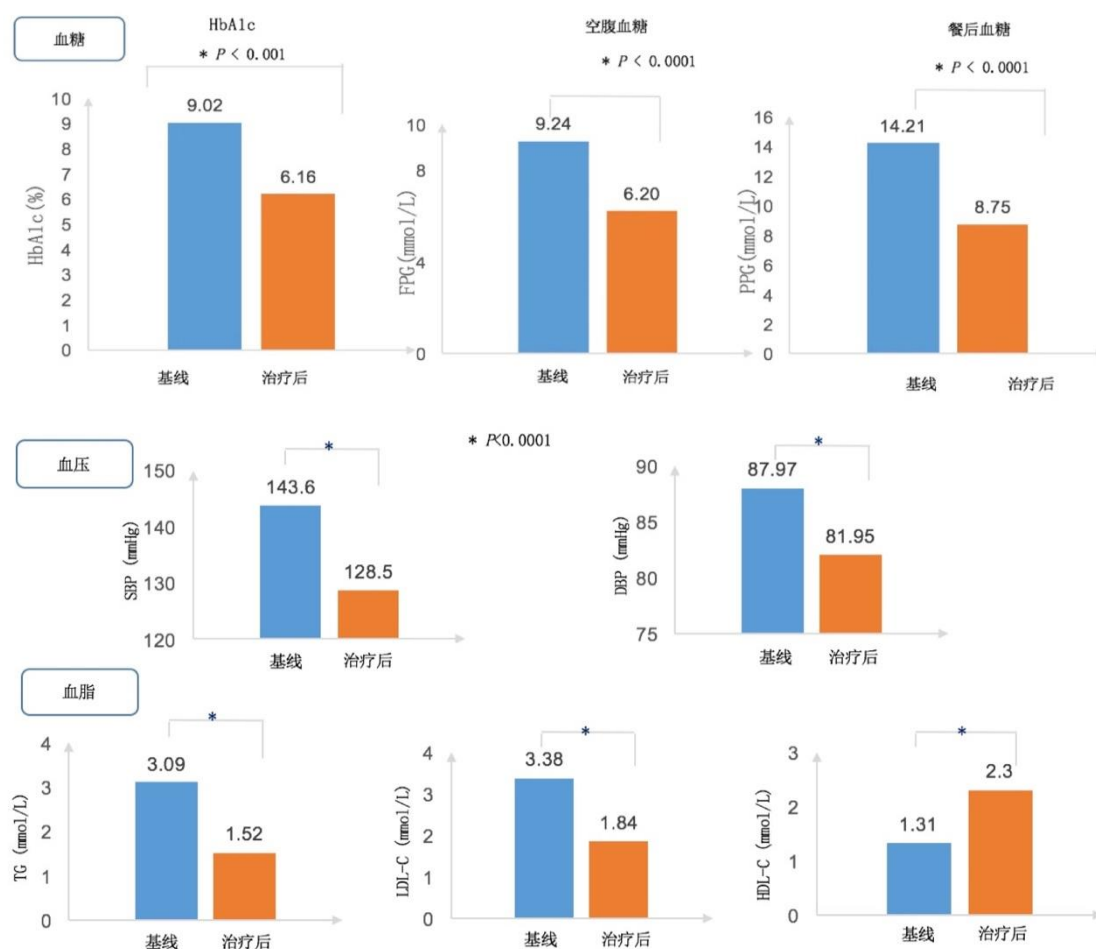 血糖
HbA1c
* P < 0.001
HbA1c(%)
10
9
8
7
6
5
4
3
2
1
0
9.02
6.16
基线
治疗后
空腹血糖
* P < 0.0001
FPG(mmol/L)
10
8
4
0
9.24
6.20
基线
治疗后
餐后血糖
* P < 0.0001
PPG(mmol/L)
16
14
12
10
8
6
4
2
0
14.21
8.75
基线
治疗后
血压
* P<0.0001
SBP (mmHg)
150
140
130
120
*
143.6
128.5
基线
治疗后
DBP (mmHg)
90
85
80
75
*
87.97
81.95
基线
治疗后
血脂
TG (mmol/L)
4
3
2
1
0
*
3.09
1.52
基线
治疗后
LDL-C (mmol/L)
4
3
2
1
0
*
3.38
1.84
基线
治疗后
HDL-C (mmol/L)
3
2
1
0
*
1.31
2.3
基线
治疗后